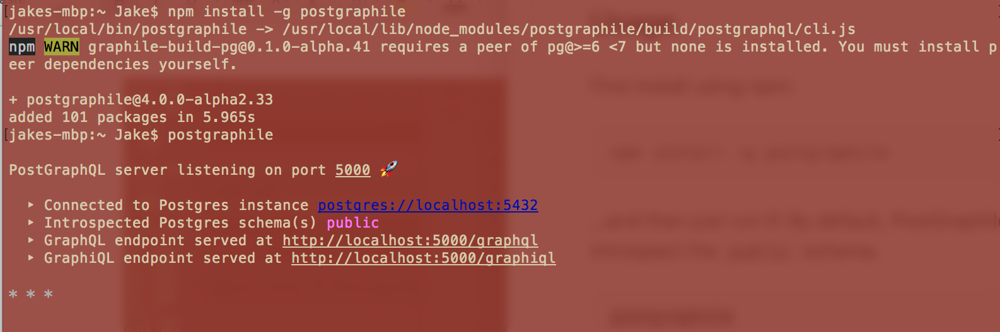 [jakes-mbp:~ Jake$ npm install -g postgraphile ]
/usr/local/bin/postgraphile -> /usr/local/lib/node_modules/postgraphile/build/postgraphql/cli.js
npm WARN graphile-build-pg@0.1.0-alpha.41 requires a peer of pg@>=6 <7 but none is installed. You must install p
eer dependencies yourself.
+ postgraphile@4.0.0-alpha2.33
added 101 packages in 5.965s
[jakes-mbp:~ Jake$ postgraphile ]
PostGraphQL server listening on port 5000 🚀
‣ Connected to Postgres instance postgres://localhost:5432
‣ Introspected Postgres schema(s) public
‣ GraphQL endpoint served at http://localhost:5000/graphql
‣ GraphiQL endpoint served at http://localhost:5000/graphiql
* * *